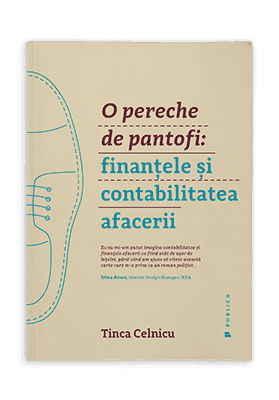 O pereche
de pantofi:
finanțele și
contabilitatea
afacerii
Eu nu mi-am putut imagina contabilitatea și
finanțele afacerii ca fiind atât de ușor de
înțeles, până când am ajuns să citesc această
carte care m-a prins ca un roman polițist.
Irina Anton, Interior Design Manager, IKEA
Tinca Celnicu
PUBLICA